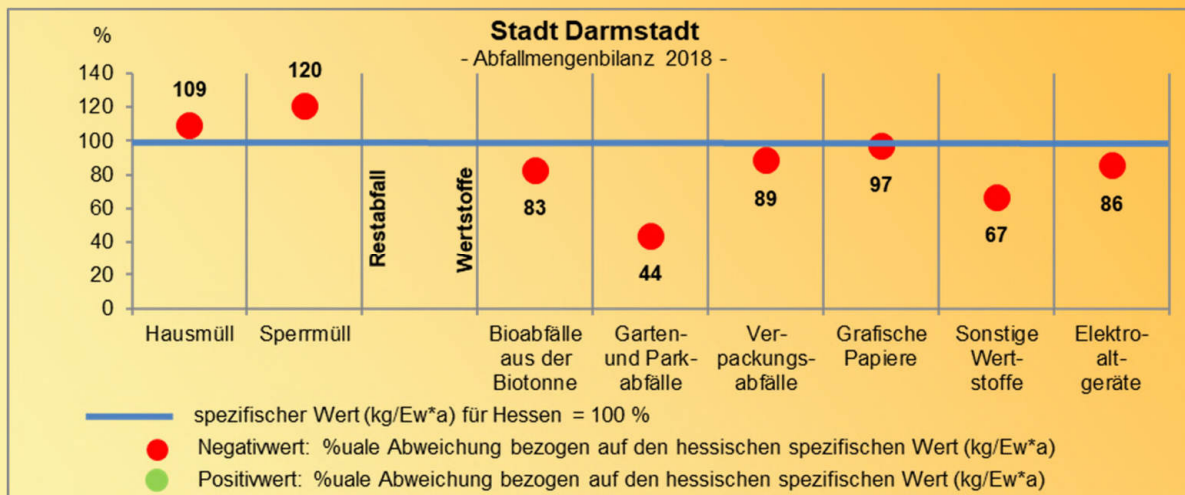 Stadt Darmstadt
- Abfallmengenbilanz 2018 -
%
140
120
100
80
60
40
20
0
109
120
Restabfall
Wertstoffe
83
44
89
97
67
86
Hausmüll
Sperrmüll
Bioabfälle
aus der
Biotonne
Garten-
und Park-
abfälle
Ver-
packungs-
abfälle
Grafische
Papiere
Sonstige
Wert-
stoffe
Elektro-
alt-
geräte
spezifischer Wert (kg/Ew*a) für Hessen = 100 %
Negativwert: %uale Abweichung bezogen auf den hessischen spezifischen Wert (kg/Ew*a)
Positivwert: %uale Abweichung bezogen auf den hessischen spezifischen Wert (kg/Ew*a)